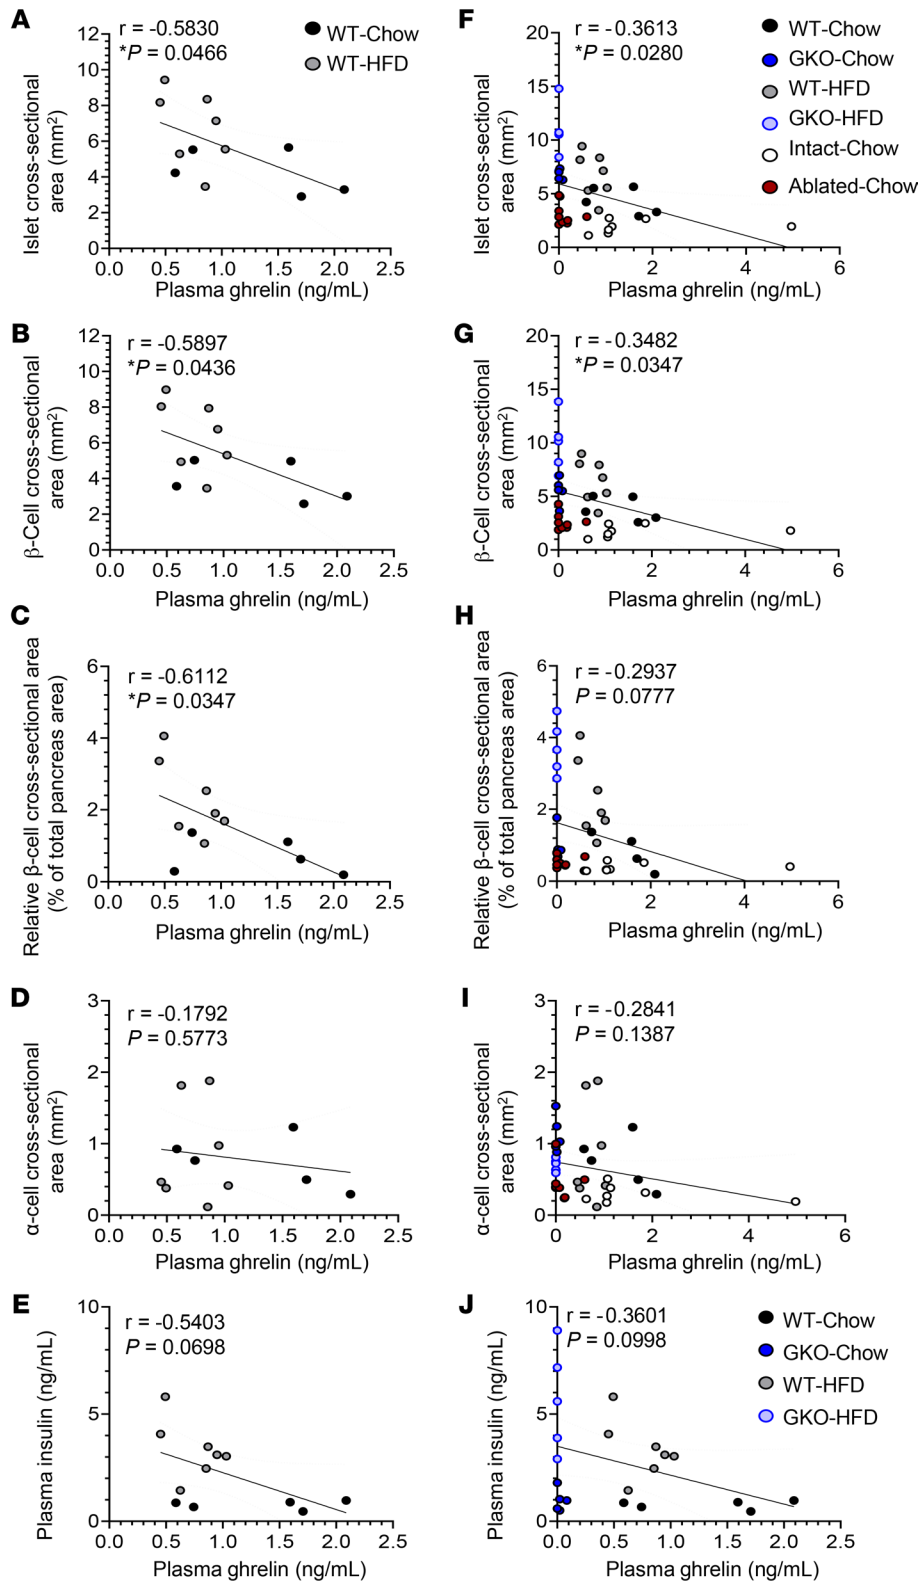 A
r = -0.5830
*P = 0.0466
WT-Chow
WT-HFD
Islet cross-sectional
area (mm2)
12
10
8
6
4
2
0
0.0 0.5 1.0 1.5 2.0 2.5
Plasma ghrelin (ng/mL)
F
r = -0.3613
*P = 0.0280
WT-Chow
GKO-Chow
WT-HFD
GKO-HFD
Intact-Chow
Ablated-Chow
Islet cross-sectional
area (mm2)
20
15
10
5
0
0 2 4 6
Plasma ghrelin (ng/mL)
B
r = -0.5897
*P = 0.0436
β-Cell cross-sectional
area (mm2)
12
10
8
6
4
2
0
0.0 0.5 1.0 1.5 2.0 2.5
Plasma ghrelin (ng/mL)
G
r = -0.3482
*P = 0.0347
β-Cell cross-sectional
area (mm2)
20
15
10
5
0
0 2 4 6
Plasma ghrelin (ng/mL)
C
r = -0.6112
*P = 0.0347
Relative β-cell cross-sectional area
(% of total pancreas area)
6
4
2
0
0.0 0.5 1.0 1.5 2.0 2.5
Plasma ghrelin (ng/mL)
H
r = -0.2937
P = 0.0777
Relative β-cell cross-sectional area
(% of total pancreas area)
6
4
2
0
0 2 4 6
Plasma ghrelin (ng/mL)
D
r = -0.1792
P = 0.5773
α-cell cross-sectional
area (mm2)
3
2
1
0
0.0 0.5 1.0 1.5 2.0 2.5
Plasma ghrelin (ng/mL)
I
r = -0.2841
P = 0.1387
α-cell cross-sectional
area (mm2)
3
2
1
0
0 2 4 6
Plasma ghrelin (ng/mL)
E
r = -0.5403
P = 0.0698
Plasma insulin (ng/mL)
10
5
0
0.0 0.5 1.0 1.5 2.0 2.5
Plasma ghrelin (ng/mL)
J
r = -0.3601
P = 0.0998
WT-Chow
GKO-Chow
WT-HFD
GKO-HFD
Plasma insulin (ng/mL)
10
5
0
0.0 0.5 1.0 1.5 2.0 2.5
Plasma ghrelin (ng/mL)